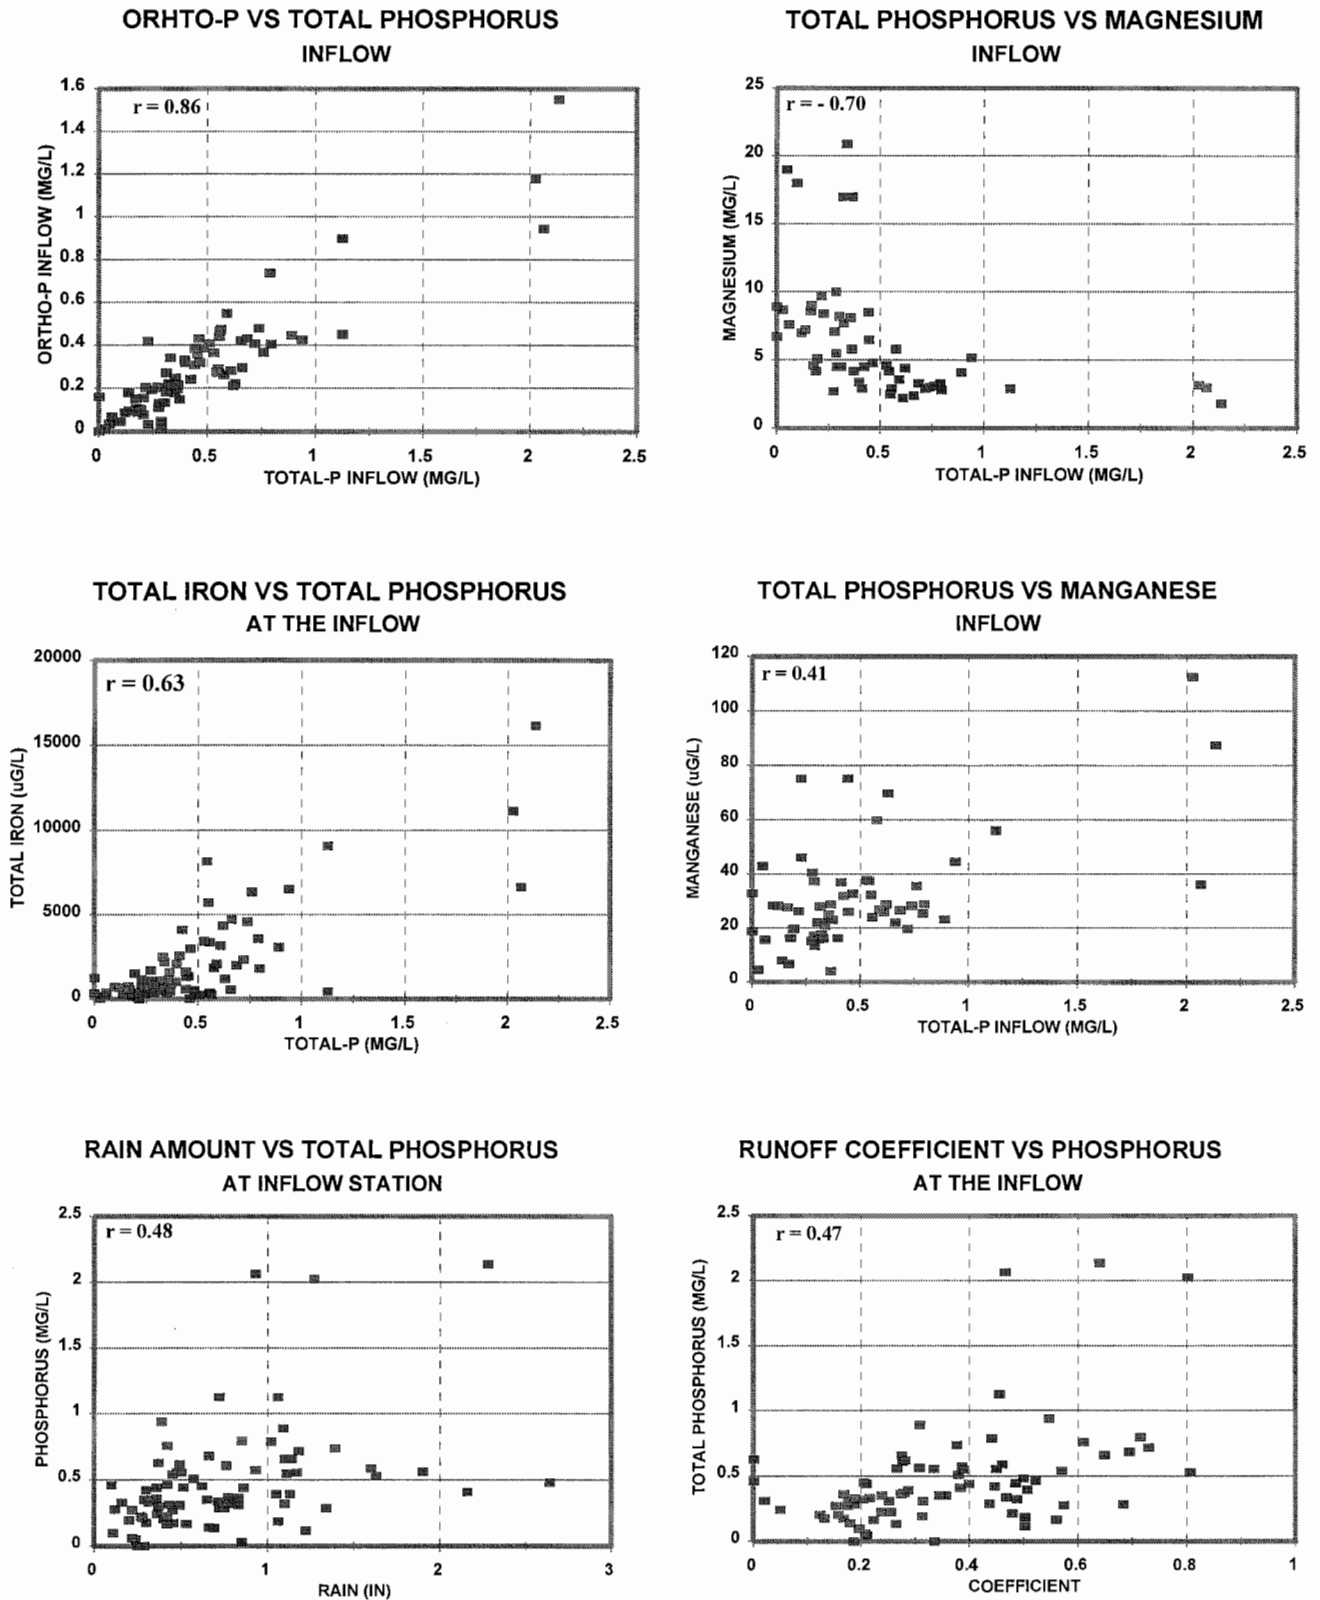 ORHTO-P VS TOTAL PHOSPHORUS
INFLOW
r = 0.86
ORTHO-P INFLOW (MG/L)
1.6
1.4
1.2
1
0.8
0.6
0.4
0.2
0
0 0.5 1 1.5 2 2.5
TOTAL-P INFLOW (MG/L)
TOTAL PHOSPHORUS VS MAGNESIUM
INFLOW
r = - 0.70
MAGNESIUM (MG/L)
25
20
15
10
5
0
0 0.5 1 1.5 2 2.5
TOTAL-P INFLOW (MG/L)
TOTAL IRON VS TOTAL PHOSPHORUS
AT THE INFLOW
r = 0.63
TOTAL IRON (uG/L)
20000
15000
10000
5000
0
0 0.5 1 1.5 2 2.5
TOTAL-P (MG/L)
TOTAL PHOSPHORUS VS MANGANESE
INFLOW
r = 0.41
MANGANESE (uG/L)
120
100
80
60
40
20
0
0 0.5 1 1.5 2 2.5
TOTAL-P INFLOW (MG/L)
RAIN AMOUNT VS TOTAL PHOSPHORUS
AT INFLOW STATION
r = 0.48
PHOSPHORUS (MG/L)
2.5
2
1.5
1
0.5
0
0 1 2 3
RAIN (IN)
RUNOFF COEFFICIENT VS PHOSPHORUS
AT THE INFLOW
r = 0.47
TOTAL PHOSPHORUS (MG/L)
2.5
2
1.5
1
0.5
0
0 0.2 0.4 0.6 0.8 1
COEFFICIENT